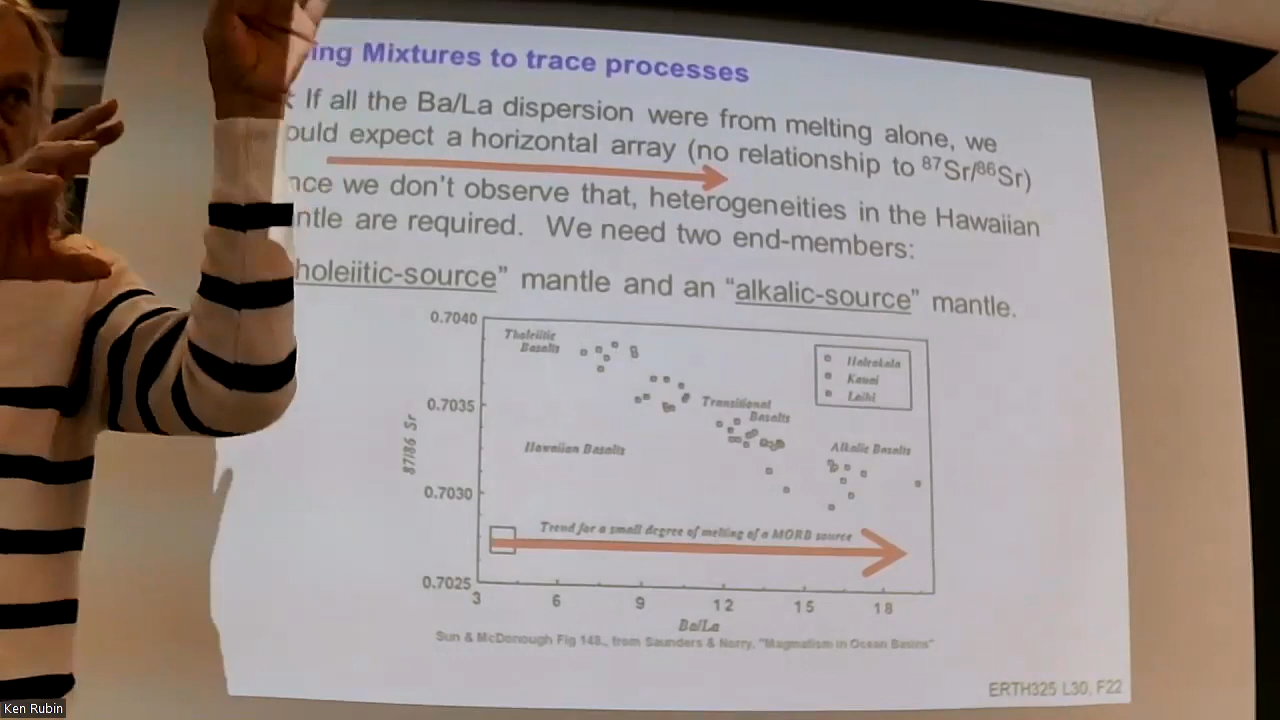 ing Mixtures to trace processes
If all the Ba/La dispersion were from melting alone, we
ould expect a horizontal array (no relationship to ⁸⁷Sr/⁸⁶Sr)
nce we don't observe that, heterogeneities in the Hawaiian
ntle are required. We need two end-members:
holeiitic-source" mantle and an "alkalic-source" mantle.
0.7040
Tholeiitic
Basalts
Haleakala
Kauai
Loihi
0.7035
Transitional
Basalts
87/86 Sr
Hawaiian Basalts
Alkalic Basalts
0.7030
Trend for a small degree of melting of a MORB source
0.7025
3 6 9 12 15 18
Ba/La
Sun & McDonough Fig 148., from Saunders & Norry, "Magmatism in Ocean Basins"
ERTH325 L30, F22
Ken Rubin